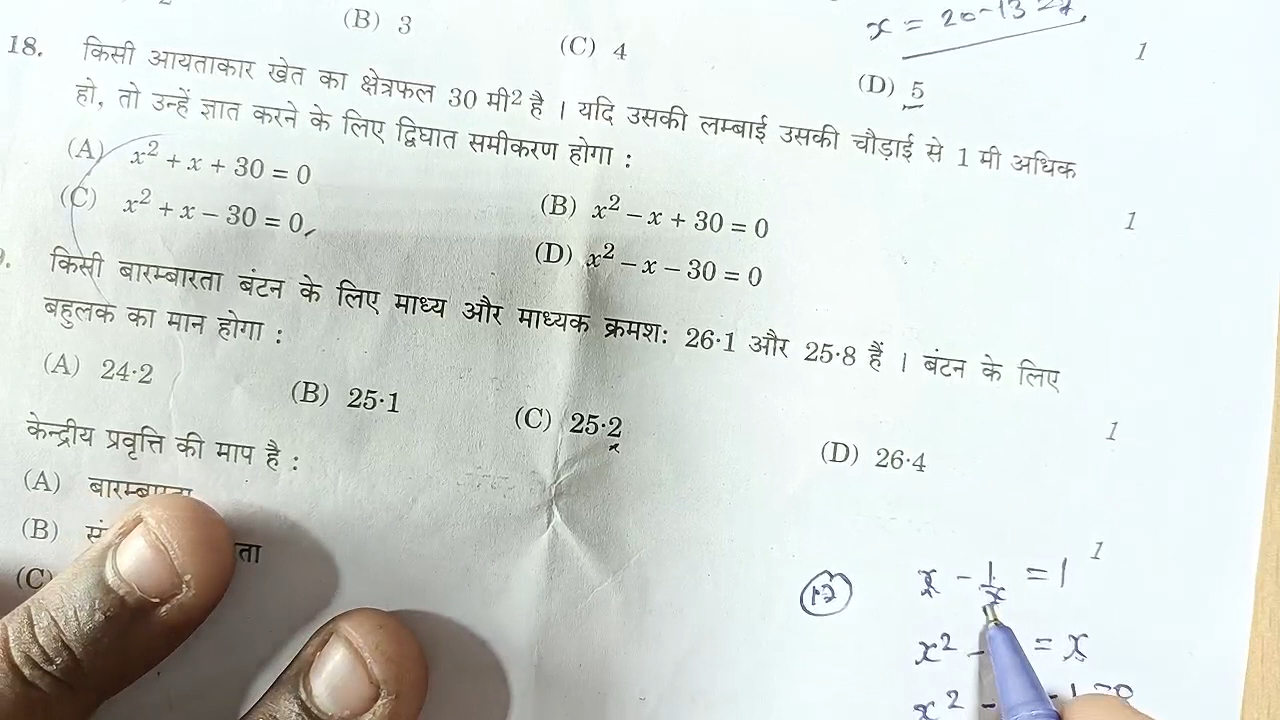 (B) 3
(C) 4
x = 20-13
(D) 5
1
18. किसी आयताकार खेत का क्षेत्रफल 30 मी² है । यदि उसकी लम्बाई उसकी चौड़ाई से 1 मी अधिक
हो, तो उन्हें ज्ञात करने के लिए द्विघात समीकरण होगा :
(A) x² + x + 30 = 0
(B) x² – x + 30 = 0
1
(C) x² + x – 30 = 0
(D) x² – x – 30 = 0
किसी बारम्बारता बंटन के लिए माध्य और माध्यक क्रमश: 26·1 और 25·8 हैं । बंटन के लिए
बहुलक का मान होगा :
(A) 24·2
(B) 25·1
(C) 25·2
(D) 26·4
1
केन्द्रीय प्रवृत्ति की माप है :
(A) बारम्बारता
(B)
(C)
1
x - 1/x = 1
x² - = x
x² -